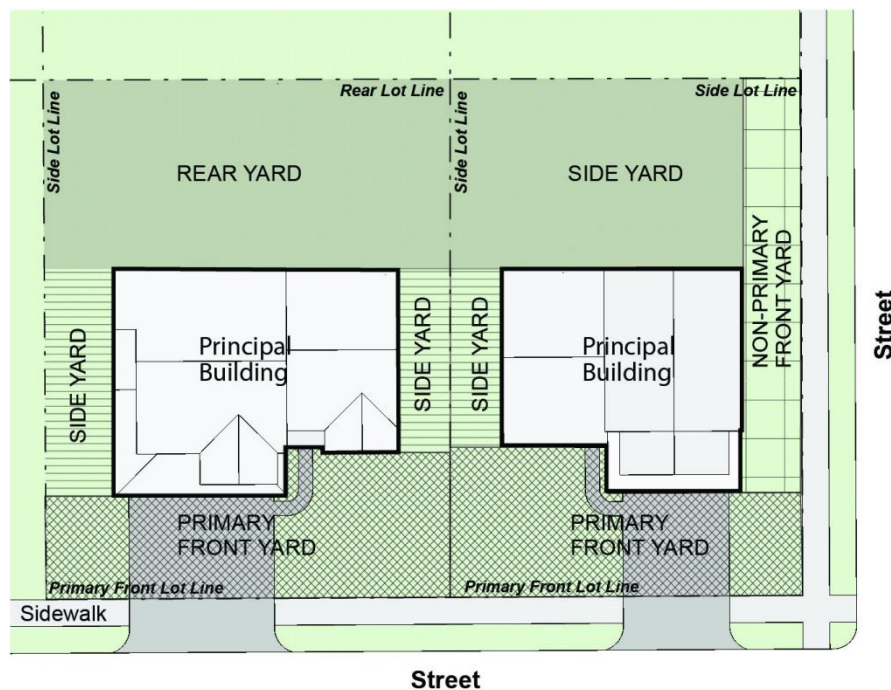 Rear Lot Line
Side Lot Line
Side Lot Line
Side Lot Line
REAR YARD
SIDE YARD
NON-PRIMARY
FRONT YARD
Street
SIDE YARD
Principal
Building
SIDE YARD
SIDE YARD
Principal
Building
PRIMARY
FRONT YARD
PRIMARY
FRONT YARD
Primary Front Lot Line
Primary Front Lot Line
Sidewalk
Street